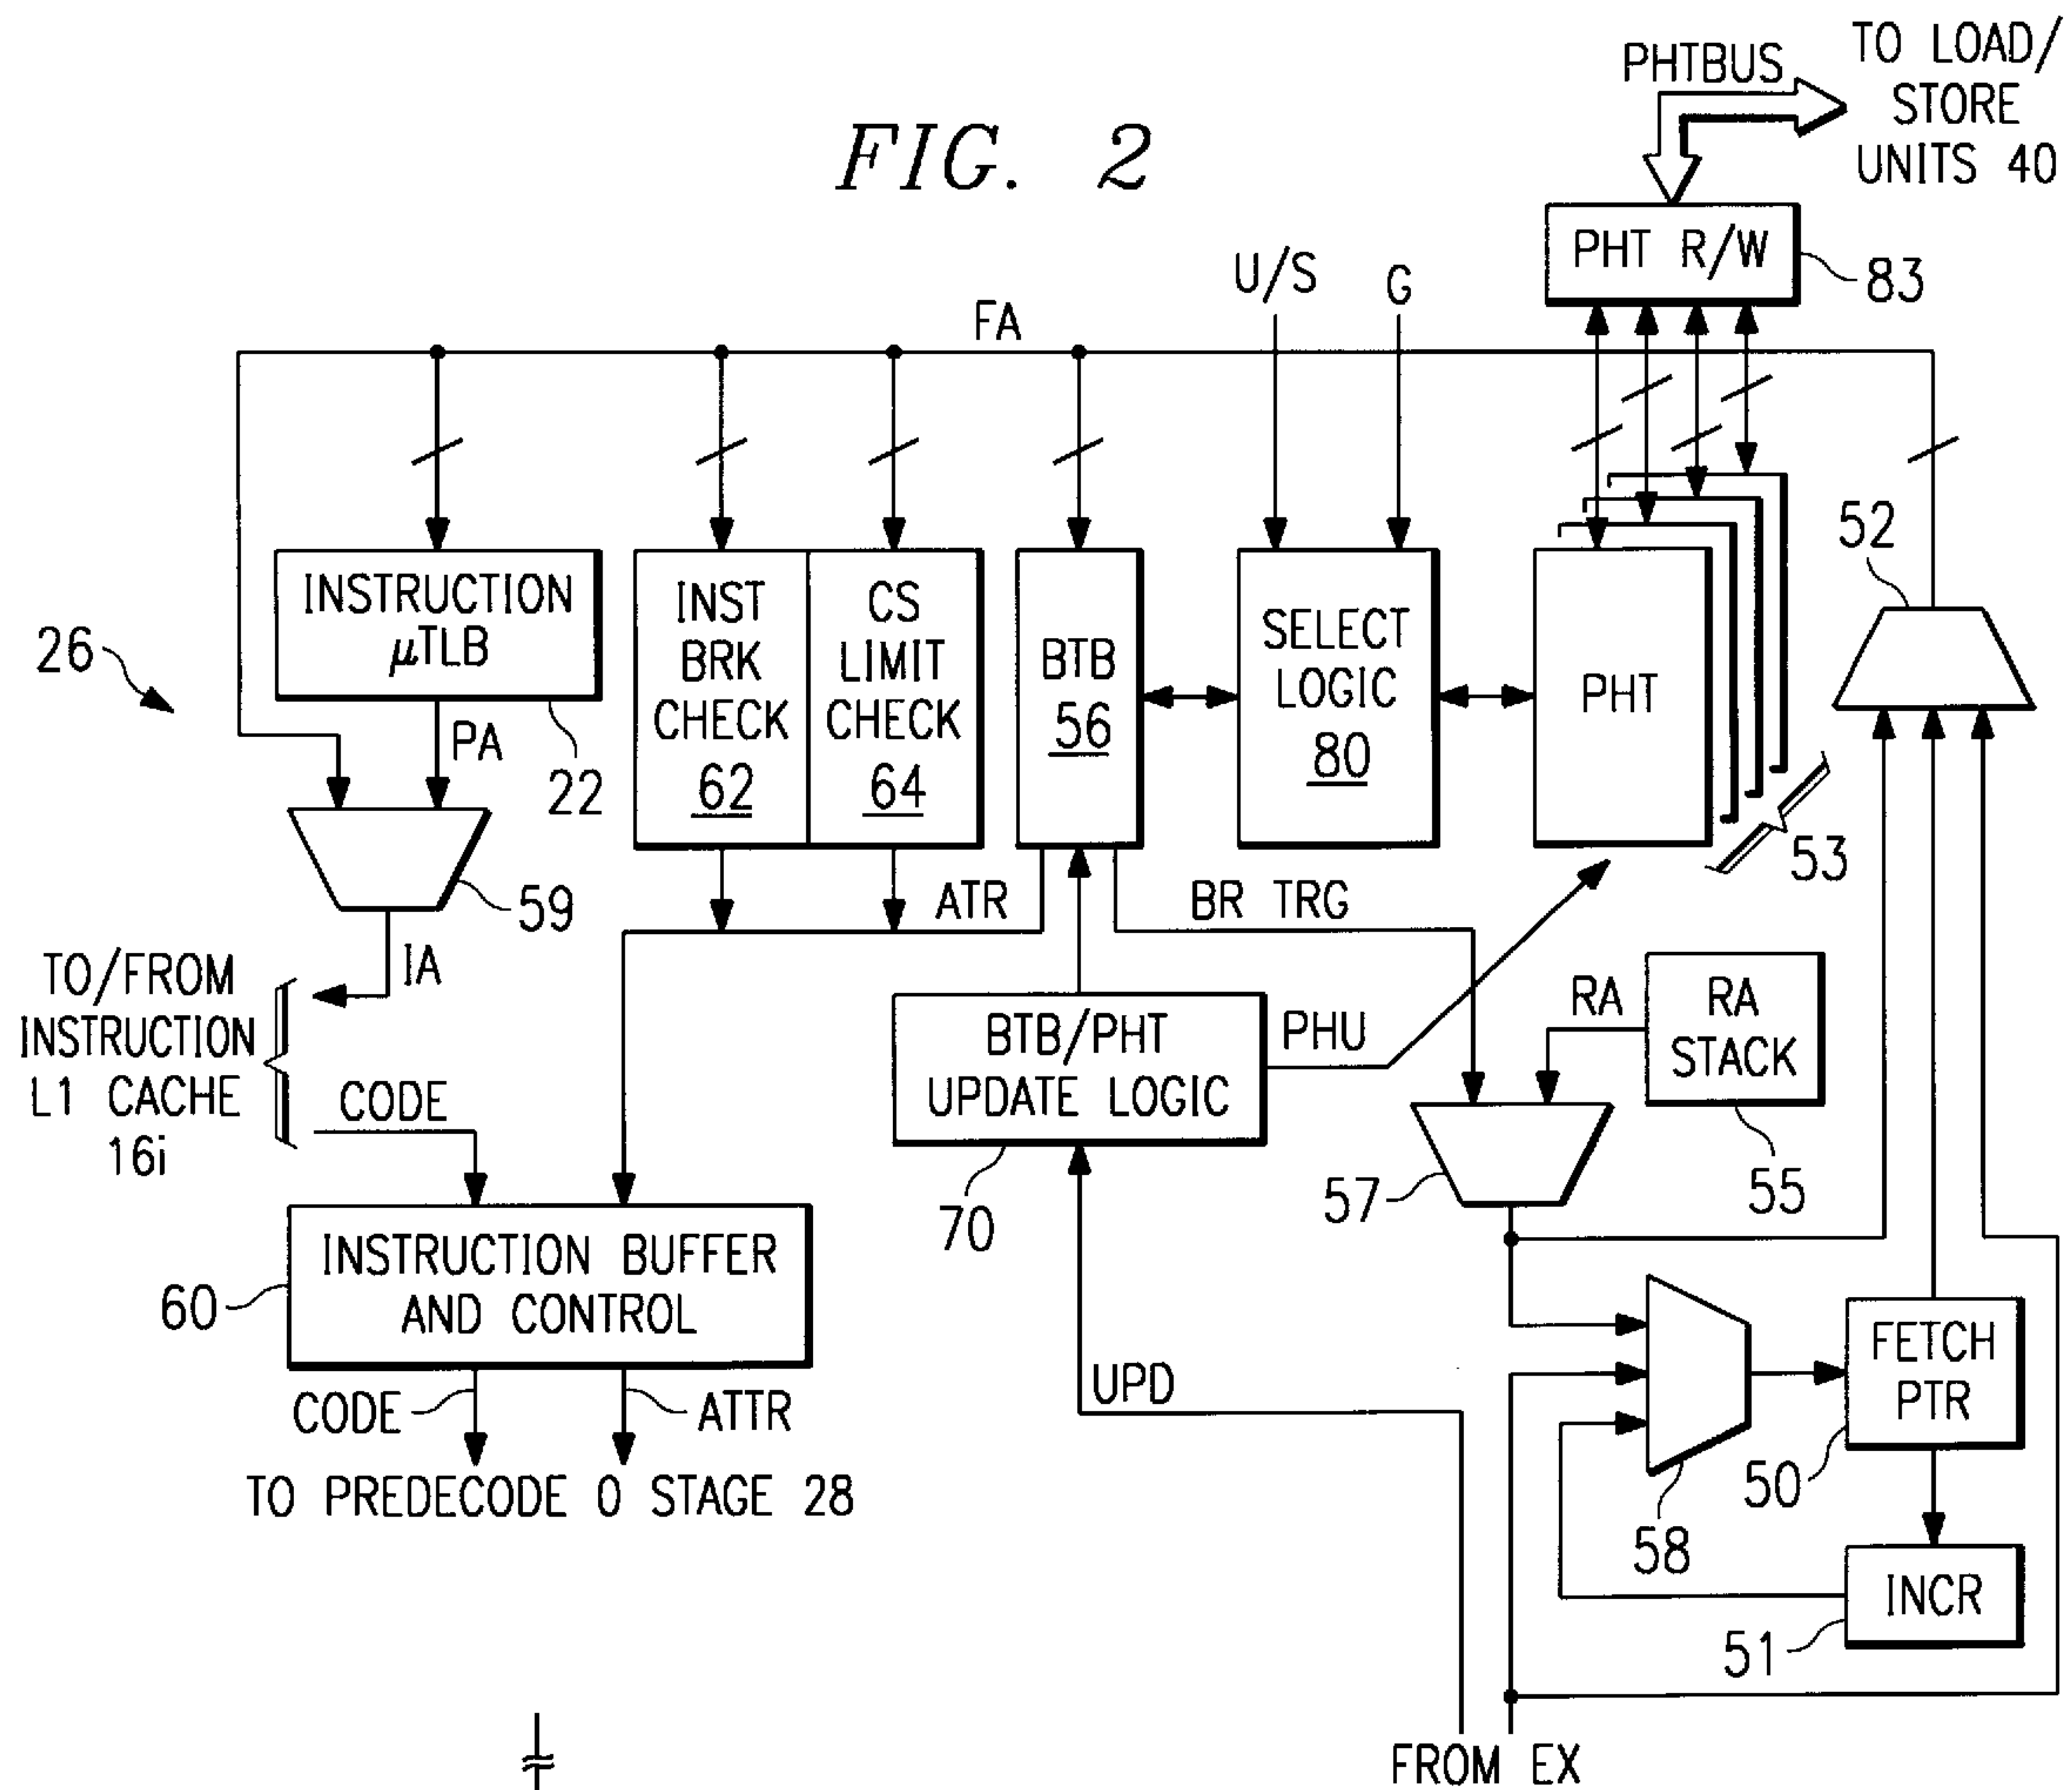 FIG. 2
PHTBUS
TO LOAD/
STORE
UNITS 40
PHT R/W
83
U/S
G
FA
52
26
INSTRUCTION
μTLB
22
PA
INST
BRK
CHECK
62
CS
LIMIT
CHECK
64
BTB
56
SELECT
LOGIC
80
PHT
53
59
IA
ATR
BR TRG
TO/FROM
INSTRUCTION
L1 CACHE
16i
CODE
BTB/PHT
UPDATE LOGIC
70
PHU
RA
RA
STACK
55
57
INSTRUCTION BUFFER
AND CONTROL
60
CODE
ATTR
TO PREDECODE 0 STAGE 28
UPD
58
FETCH
PTR
50
INCR
51
FROM EX